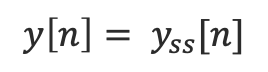 y[n] = y_ss[n]